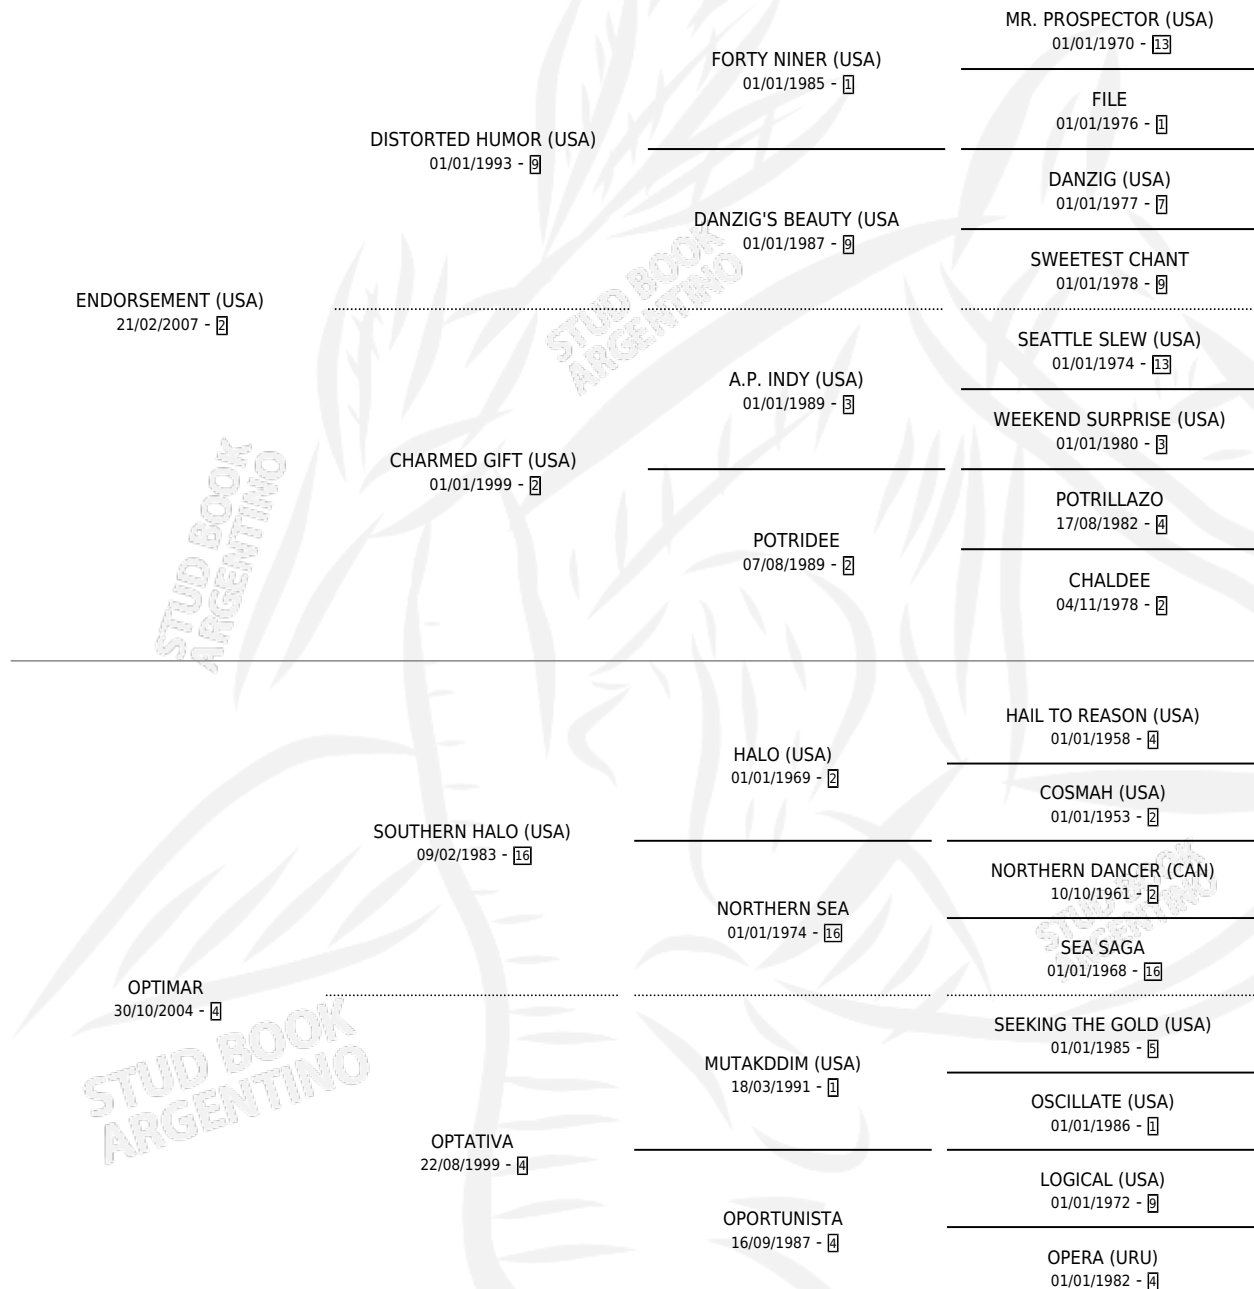 MR. PROSPECTOR (USA)
01/01/1970 - 13
FORTY NINER (USA)
01/01/1985 - 1
FILE
01/01/1976 - 1
DISTORTED HUMOR (USA)
01/01/1993 - 9
DANZIG (USA)
01/01/1977 - 7
DANZIG'S BEAUTY (USA
01/01/1987 - 9
SWEETEST CHANT
01/01/1978 - 9
ENDORSEMENT (USA)
21/02/2007 - 2
STUD BOOK
ARGENTINO
SEATTLE SLEW (USA)
01/01/1974 - 13
A.P. INDY (USA)
01/01/1989 - 3
WEEKEND SURPRISE (USA)
01/01/1980 - 3
CHARMED GIFT (USA)
01/01/1999 - 2
POTRILLAZO
17/08/1982 - 4
POTRIDEE
07/08/1989 - 2
CHALDEE
04/11/1978 - 2
STUD BOOK
ARGENTINO
HAIL TO REASON (USA)
01/01/1958 - 4
HALO (USA)
01/01/1969 - 2
COSMAH (USA)
01/01/1953 - 2
SOUTHERN HALO (USA)
09/02/1983 - 16
NORTHERN DANCER (CAN)
10/10/1961 - 2
NORTHERN SEA
01/01/1974 - 16
SEA SAGA
01/01/1968 - 16
STUD BOOK
ARGENTINO
OPTIMAR
30/10/2004 - 4
STUD BOOK
ARGENTINO
SEEKING THE GOLD (USA)
01/01/1985 - 5
MUTAKDDIM (USA)
18/03/1991 - 1
OSCILLATE (USA)
01/01/1986 - 1
OPTATIVA
22/08/1999 - 4
LOGICAL (USA)
01/01/1972 - 9
OPORTUNISTA
16/09/1987 - 4
OPERA (URU)
01/01/1982 - 4